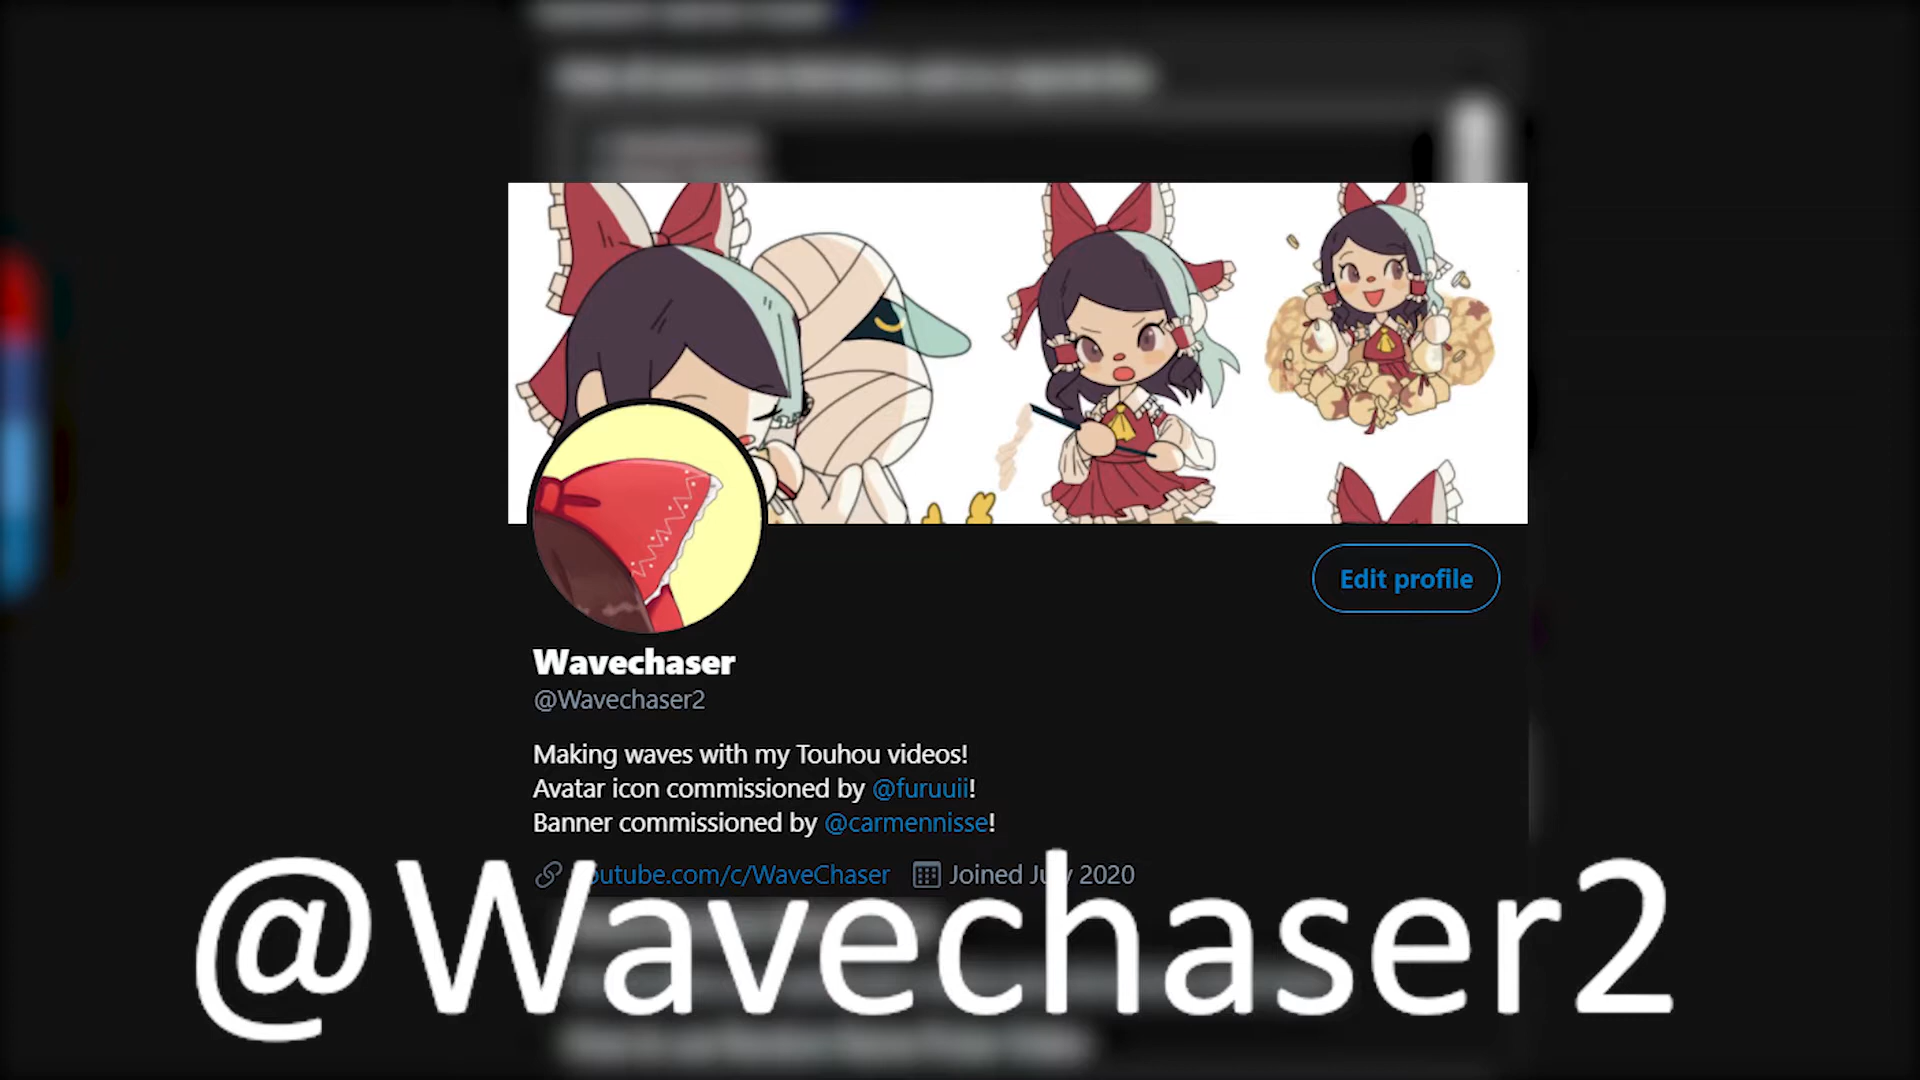 Edit profile
Wavechaser
@Wavechaser2
Making waves with my Touhou videos!
Avatar icon commissioned by @furuuii!
Banner commissioned by @carmennisse!
outube.com/c/WaveChaser Joined July 2020
@Wavechaser2